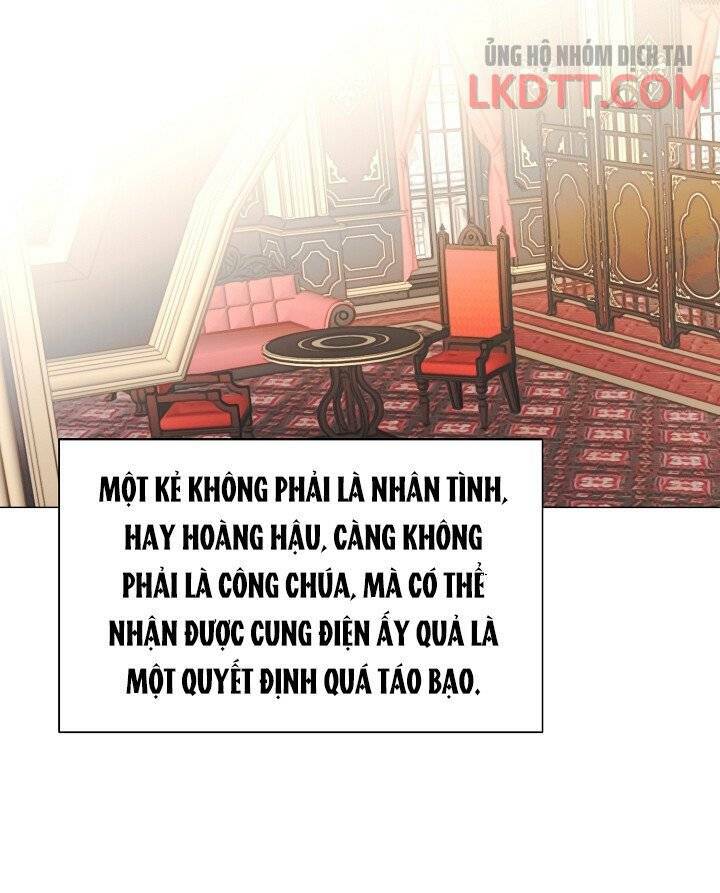 ỦNG HỘ NHÓM DỊCH TẠI
LKDTT.COM
MỘT KẺ KHÔNG PHẢI LÀ NHÂN TÌNH,
HAY HOÀNG HẬU, CÀNG KHÔNG
PHẢI LÀ CÔNG CHÚA, MÀ CÓ THỂ
NHẬN ĐƯỢC CUNG ĐIỆN ẤY QUẢ LÀ
MỘT QUYẾT ĐỊNH QUÁ TÁO BẠO.